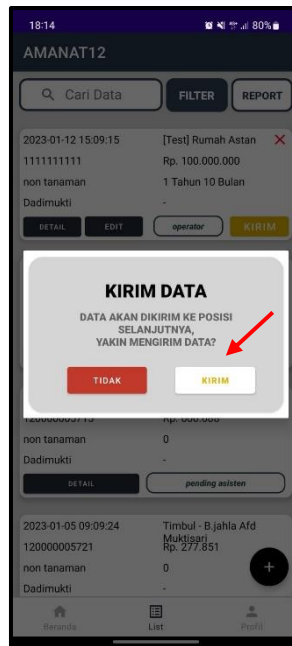 18:14
80%
AMANAT12
Cari Data
FILTER
REPORT
2023-01-12 15:09:15
[Test] Rumah Astan
1111111111
Rp. 100.000.000
non tanaman
1 Tahun 10 Bulan
Dadimukti
-
DETAIL
EDIT
operator
KIRIM
KIRIM DATA
DATA AKAN DIKIRIM KE POSISI
SELANJUTNYA,
YAKIN MENGIRIM DATA?
TIDAK
KIRIM
non tanaman
0
Dadimukti
-
DETAIL
pending asisten
2023-01-05 09:09:24
Timbul - B.jahla Afd
Muktisari
120000005721
Rp. 277.851
non tanaman
0
Dadimukti
-
+
Beranda
List
Profil